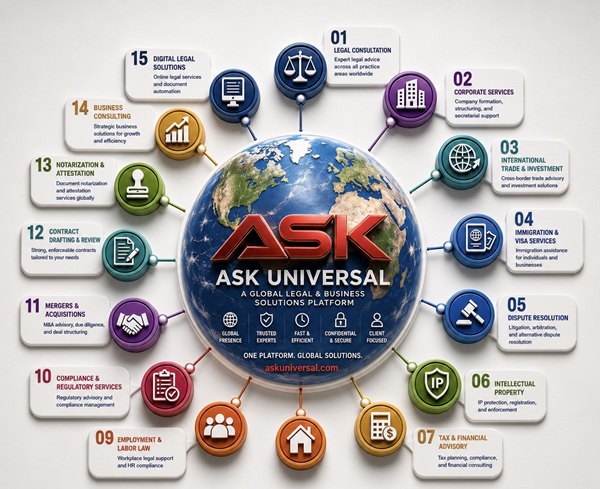 01
LEGAL CONSULTATION
Expert legal advice
across all practice
areas worldwide
02
CORPORATE SERVICES
Company formation,
structuring, and
secretarial support
03
INTERNATIONAL
TRADE & INVESTMENT
Cross-border trade advisory
and investment solutions
04
IMMIGRATION &
VISA SERVICES
Immigration assistance
for individuals and
businesses
05
DISPUTE RESOLUTION
Litigation, arbitration,
and alternative dispute
resolution
06
INTELLECTUAL
PROPERTY
IP protection, registration,
and enforcement
IP
07
TAX & FINANCIAL
ADVISORY
Tax planning, compliance,
and financial consulting
09
EMPLOYMENT &
LABOR LAW
Workplace legal support
and HR compliance
10
COMPLIANCE &
REGULATORY SERVICES
Regulatory advisory and
compliance management
11
MERGERS &
ACQUISITIONS
M&A advisory, due diligence,
and deal structuring
12
CONTRACT
DRAFTING & REVIEW
Strong, enforceable contracts
tailored to your needs
13
NOTARIZATION &
ATTESTATION
Document notarization
and attestation
services globally
14
BUSINESS
CONSULTING
Strategic business
solutions for growth
and efficiency
15
DIGITAL LEGAL
SOLUTIONS
Online legal services
and document
automation
ASK
ASK UNIVERSAL
A GLOBAL LEGAL & BUSINESS
SOLUTIONS PLATFORM
GLOBAL
PRESENCE
TRUSTED
EXPERTS
FAST &
EFFICIENT
CONFIDENTIAL
& SECURE
CLIENT
FOCUSED
ONE PLATFORM. GLOBAL SOLUTIONS.
askuniversal.com